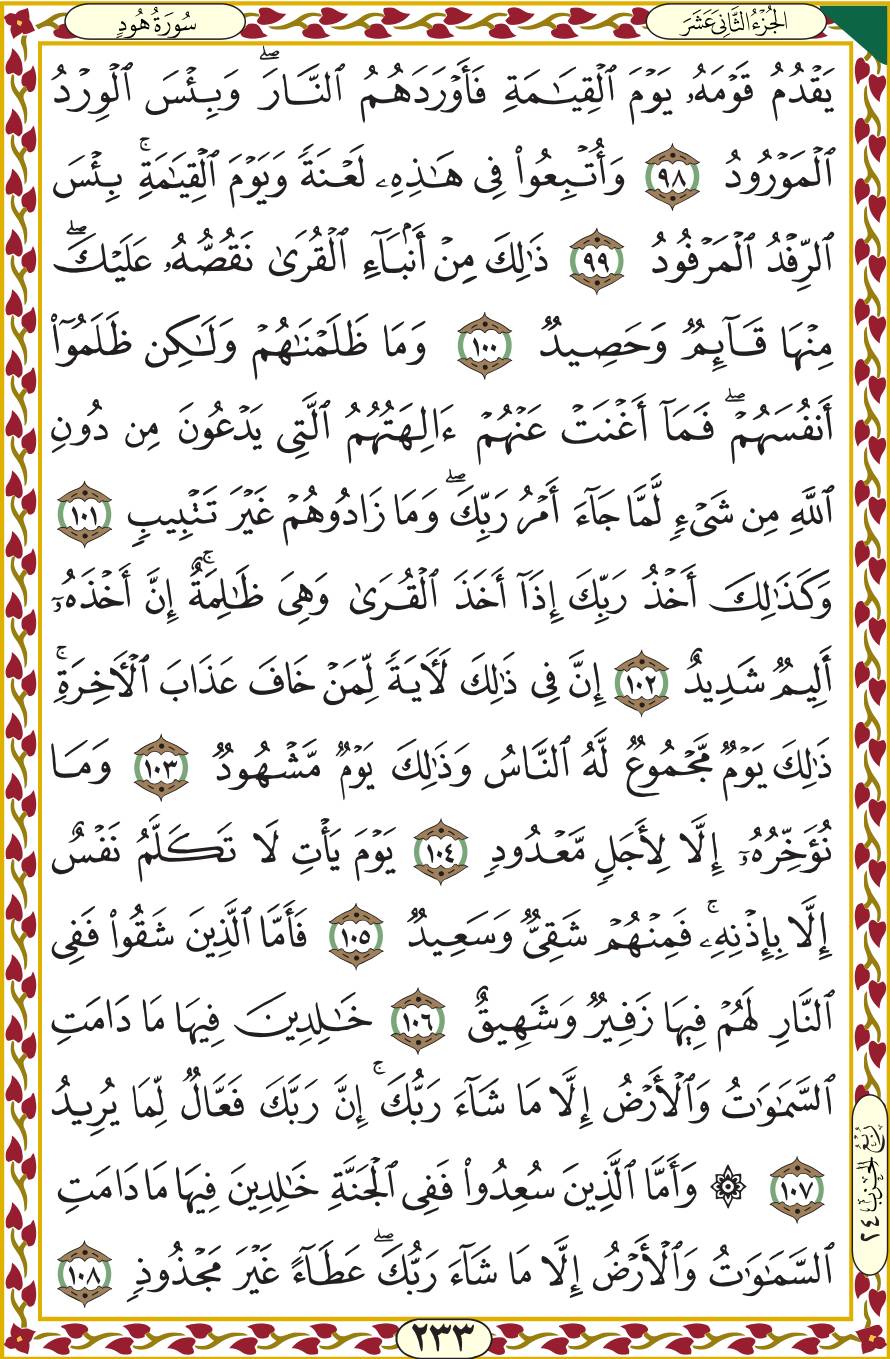 الجُزْءُ الثَّانِى عَشَرَ
سُورَةُ هُودٍ
يَقْدُمُ قَوْمَهُۥ يَوْمَ ٱلْقِيَـٰمَةِ فَأَوْرَدَهُمُ ٱلنَّارَۖ وَبِئْسَ ٱلْوِرْدُ
ٱلْمَوْرُودُ ٩٨ وَأُتْبِعُوا۟ فِى هَـٰذِهِۦ لَعْنَةً وَيَوْمَ ٱلْقِيَـٰمَةِۚ بِئْسَ
ٱلرِّفْدُ ٱلْمَرْفُودُ ٩٩ ذَٰلِكَ مِنْ أَنۢبَآءِ ٱلْقُرَىٰ نَقُصُّهُۥ عَلَيْكَۖ
مِنْهَا قَآئِمٌ وَحَصِيدٌ ١٠٠ وَمَا ظَلَمْنَـٰهُمْ وَلَـٰكِن ظَلَمُوٓا۟
أَنفُسَهُمْۖ فَمَآ أَغْنَتْ عَنْهُمْ ءَالِهَتُهُمُ ٱلَّتِى يَدْعُونَ مِن دُونِ
ٱللَّهِ مِن شَىْءٍ لَّمَّا جَآءَ أَمْرُ رَبِّكَۖ وَمَا زَادُوهُمْ غَيْرَ تَتْبِيبٍ ١٠١
وَكَذَٰلِكَ أَخْذُ رَبِّكَ إِذَآ أَخَذَ ٱلْقُرَىٰ وَهِىَ ظَـٰلِمَةٌۚ إِنَّ أَخْذَهُۥٓ
أَلِيمٌ شَدِيدٌ ١٠٢ إِنَّ فِى ذَٰلِكَ لَـَٔايَةً لِّمَنْ خَافَ عَذَابَ ٱلْـَٔاخِرَةِۚ
ذَٰلِكَ يَوْمٌ مَّجْمُوعٌ لَّهُ ٱلنَّاسُ وَذَٰلِكَ يَوْمٌ مَّشْهُودٌ ١٠٣ وَمَا
نُؤَخِّرُهُۥٓ إِلَّا لِأَجَلٍ مَّعْدُودٍ ١٠٤ يَوْمَ يَأْتِ لَا تَكَلَّمُ نَفْسٌ
إِلَّا بِإِذْنِهِۦۚ فَمِنْهُمْ شَقِىٌّ وَسَعِيدٌ ١٠٥ فَأَمَّا ٱلَّذِينَ شَقُوا۟ فَفِى
ٱلنَّارِ لَهُمْ فِيهَا زَفِيرٌ وَشَهِيقٌ ١٠٦ خَـٰلِدِينَ فِيهَا مَا دَامَتِ
ٱلسَّمَـٰوَٰتُ وَٱلْأَرْضُ إِلَّا مَا شَآءَ رَبُّكَۚ إِنَّ رَبَّكَ فَعَّالٌ لِّمَا يُرِيدُ
١٠٧ ۞ وَأَمَّا ٱلَّذِينَ سُعِدُوا۟ فَفِى ٱلْجَنَّةِ خَـٰلِدِينَ فِيهَا مَا دَامَتِ
ٱلسَّمَـٰوَٰتُ وَٱلْأَرْضُ إِلَّا مَا شَآءَ رَبُّكَۖ عَطَآءً غَيْرَ مَجْذُوذٍ ١٠٨
رُبْعُ الحِزْبِ ٢٤
٢٣٣